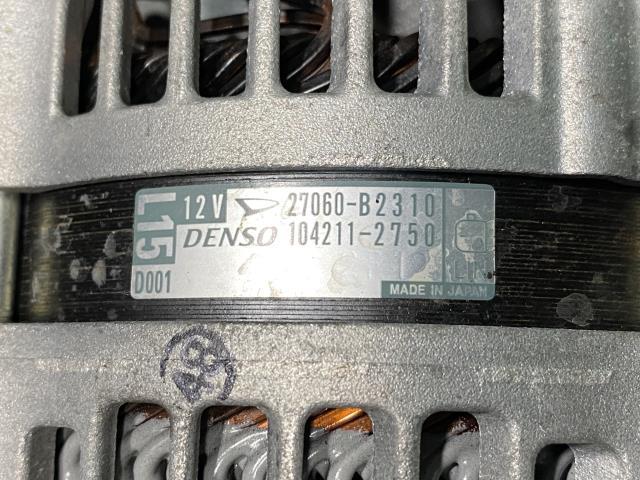 L15
12V 27060-B2310
DENSO 104211-2750
D001
MADE IN JAPAN